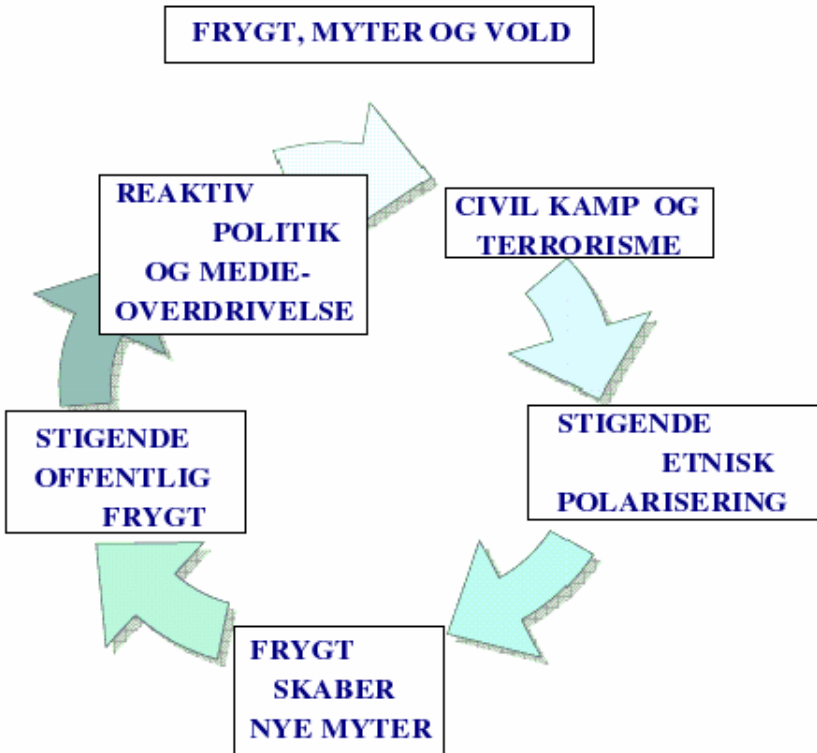 FRYGT, MYTER OG VOLD
REAKTIV
POLITIK
OG MEDIE-
OVERDRIVELSE
CIVIL KAMP OG
TERRORISME
STIGENDE
ETNISK
POLARISERING
FRYGT
SKABER
NYE MYTER
STIGENDE
OFFENTLIG
FRYGT